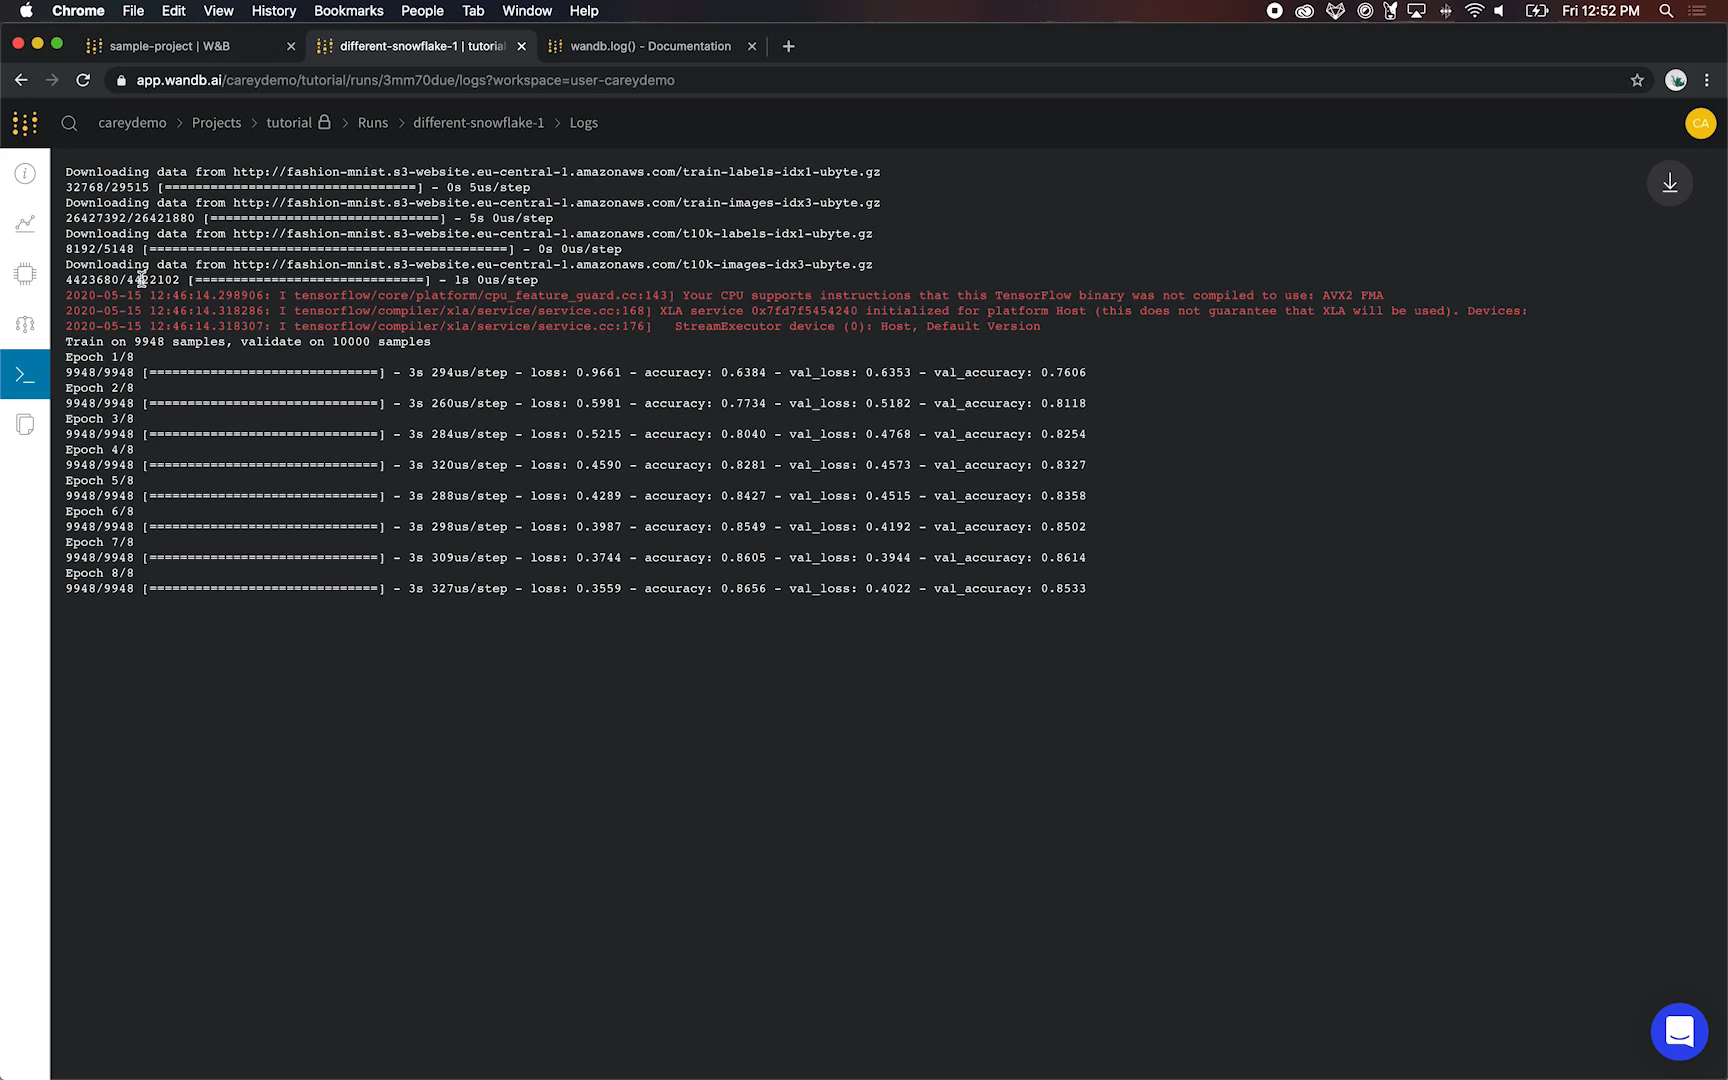 Chrome File Edit View History Bookmarks People Tab Window Help Fri 12:52 PM
sample-project | W&B different-snowflake-1 | tutorial wandb.log() - Documentation
app.wandb.ai/careydemo/tutorial/runs/3mm70due/logs?workspace=user-careydemo
careydemo > Projects > tutorial > Runs > different-snowflake-1 > Logs CA
Downloading data from http://fashion-mnist.s3-website.eu-central-1.amazonaws.com/train-labels-idx1-ubyte.gz
32768/29515 [=================================] - 0s 5us/step
Downloading data from http://fashion-mnist.s3-website.eu-central-1.amazonaws.com/train-images-idx3-ubyte.gz
26427392/26421880 [==============================] - 5s 0us/step
Downloading data from http://fashion-mnist.s3-website.eu-central-1.amazonaws.com/t10k-labels-idx1-ubyte.gz
8192/5148 [===============================================] - 0s 0us/step
Downloading data from http://fashion-mnist.s3-website.eu-central-1.amazonaws.com/t10k-images-idx3-ubyte.gz
4423680/4422102 [==============================] - 1s 0us/step
2020-05-15 12:46:14.298906: I tensorflow/core/platform/cpu_feature_guard.cc:143] Your CPU supports instructions that this TensorFlow binary was not compiled to use: AVX2 FMA
2020-05-15 12:46:14.318286: I tensorflow/compiler/xla/service/service.cc:168] XLA service 0x7fd7f5454240 initialized for platform Host (this does not guarantee that XLA will be used). Devices:
2020-05-15 12:46:14.318307: I tensorflow/compiler/xla/service/service.cc:176] StreamExecutor device (0): Host, Default Version
Train on 9948 samples, validate on 10000 samples
Epoch 1/8
9948/9948 [==============================] - 3s 294us/step - loss: 0.9661 - accuracy: 0.6384 - val_loss: 0.6353 - val_accuracy: 0.7606
Epoch 2/8
9948/9948 [==============================] - 3s 260us/step - loss: 0.5981 - accuracy: 0.7734 - val_loss: 0.5182 - val_accuracy: 0.8118
Epoch 3/8
9948/9948 [==============================] - 3s 284us/step - loss: 0.5215 - accuracy: 0.8040 - val_loss: 0.4768 - val_accuracy: 0.8254
Epoch 4/8
9948/9948 [==============================] - 3s 320us/step - loss: 0.4590 - accuracy: 0.8281 - val_loss: 0.4573 - val_accuracy: 0.8327
Epoch 5/8
9948/9948 [==============================] - 3s 288us/step - loss: 0.4289 - accuracy: 0.8427 - val_loss: 0.4515 - val_accuracy: 0.8358
Epoch 6/8
9948/9948 [==============================] - 3s 298us/step - loss: 0.3987 - accuracy: 0.8549 - val_loss: 0.4192 - val_accuracy: 0.8502
Epoch 7/8
9948/9948 [==============================] - 3s 309us/step - loss: 0.3744 - accuracy: 0.8605 - val_loss: 0.3944 - val_accuracy: 0.8614
Epoch 8/8
9948/9948 [==============================] - 3s 327us/step - loss: 0.3559 - accuracy: 0.8656 - val_loss: 0.4022 - val_accuracy: 0.8533